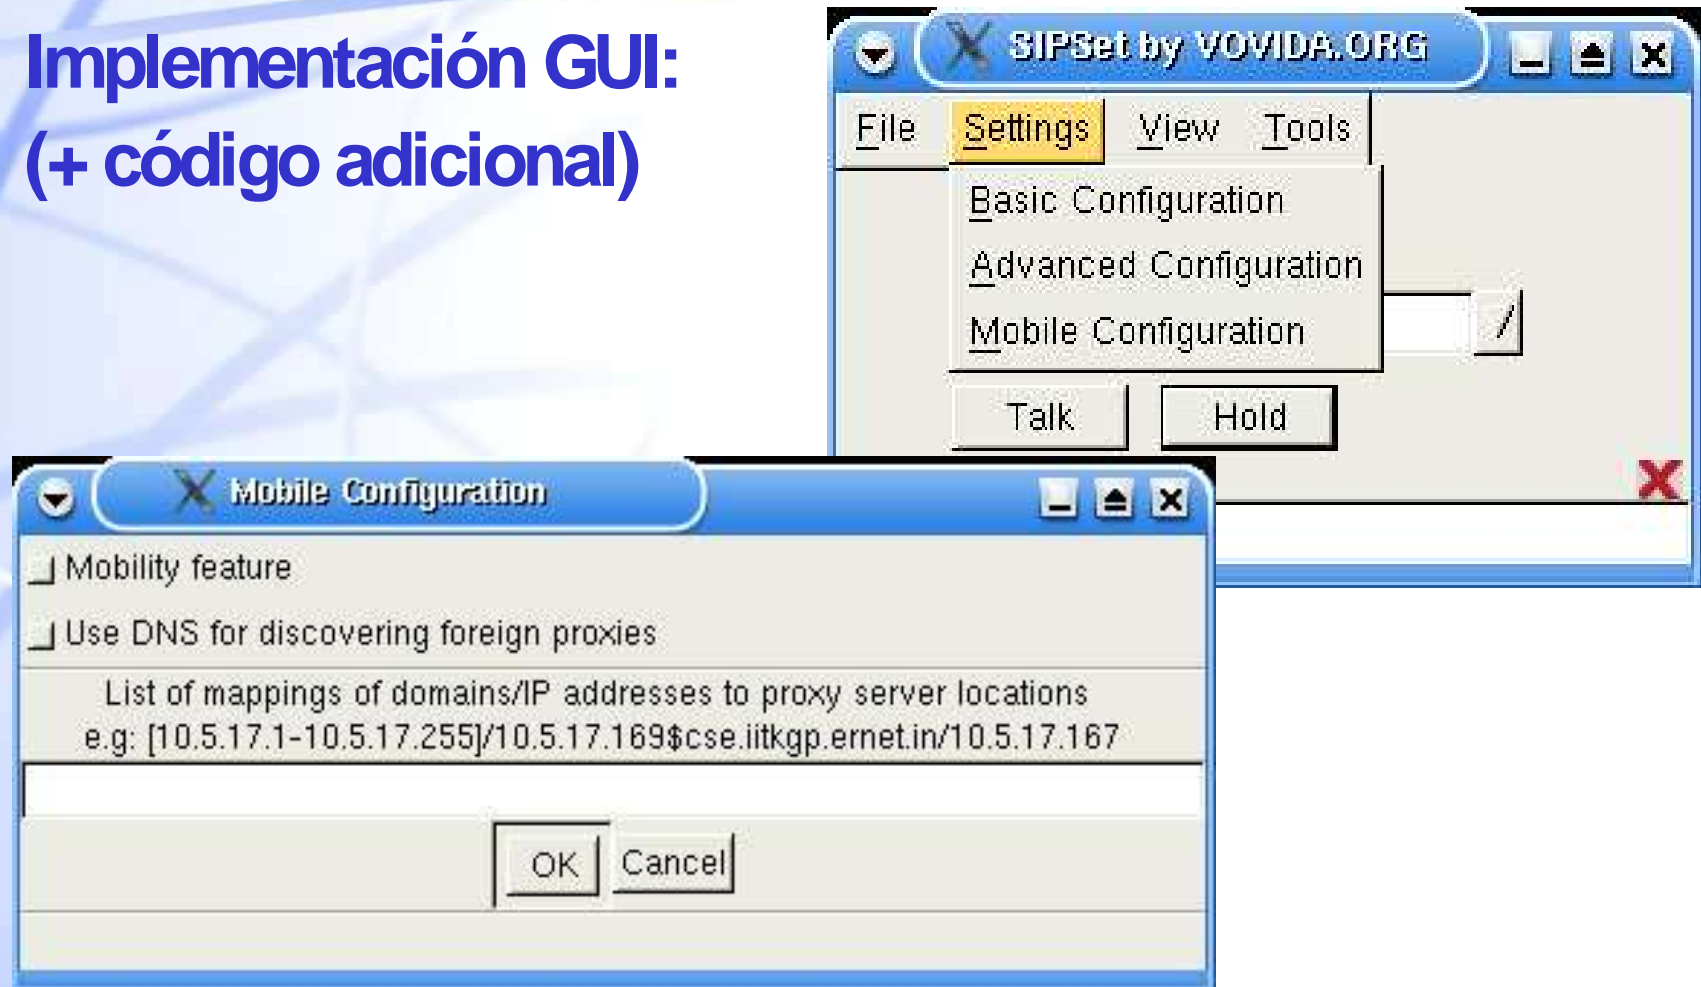 Implementación GUI:
(+ código adicional)
SIPSet by VOVIDA.ORG
File Settings View Tools
Basic Configuration
Advanced Configuration
Mobile Configuration
/
Talk Hold
Mobile Configuration
Mobility feature
Use DNS for discovering foreign proxies
List of mappings of domains/IP addresses to proxy server locations
e.g: [10.5.17.1-10.5.17.255]/10.5.17.169$cse.iitkgp.ernet.in/10.5.17.167
OK Cancel